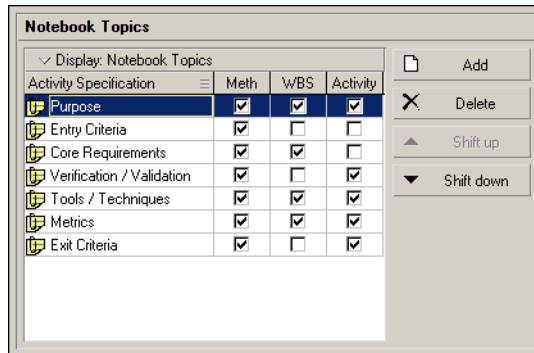 Notebook Topics
Display: Notebook Topics
Activity Specification Meth WBS Activity
Purpose
Entry Criteria
Core Requirements
Verification / Validation
Tools / Techniques
Metrics
Exit Criteria
Add
Delete
Shift up
Shift down